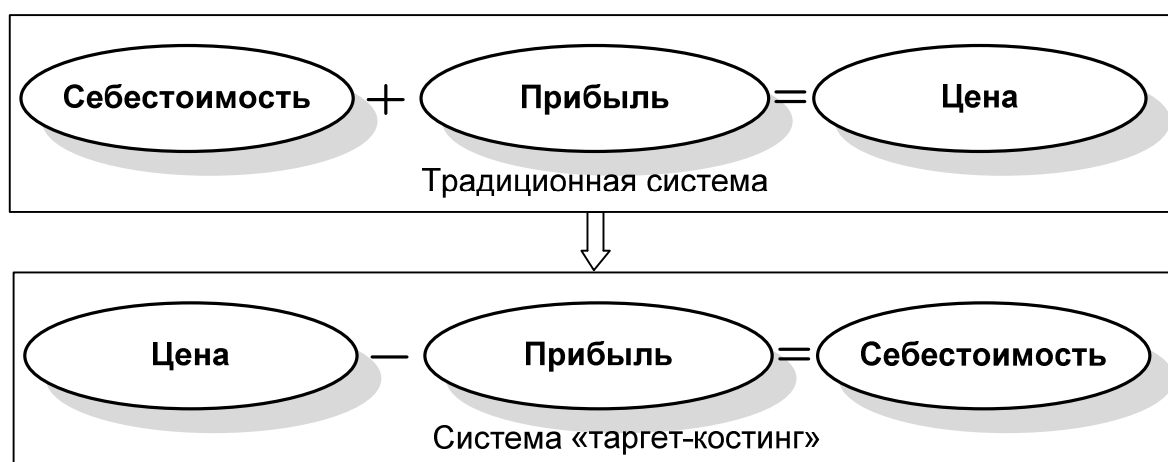 Себестоимость + Прибыль = Цена
Традиционная система
Цена – Прибыль = Себестоимость
Система «таргет-костинг»